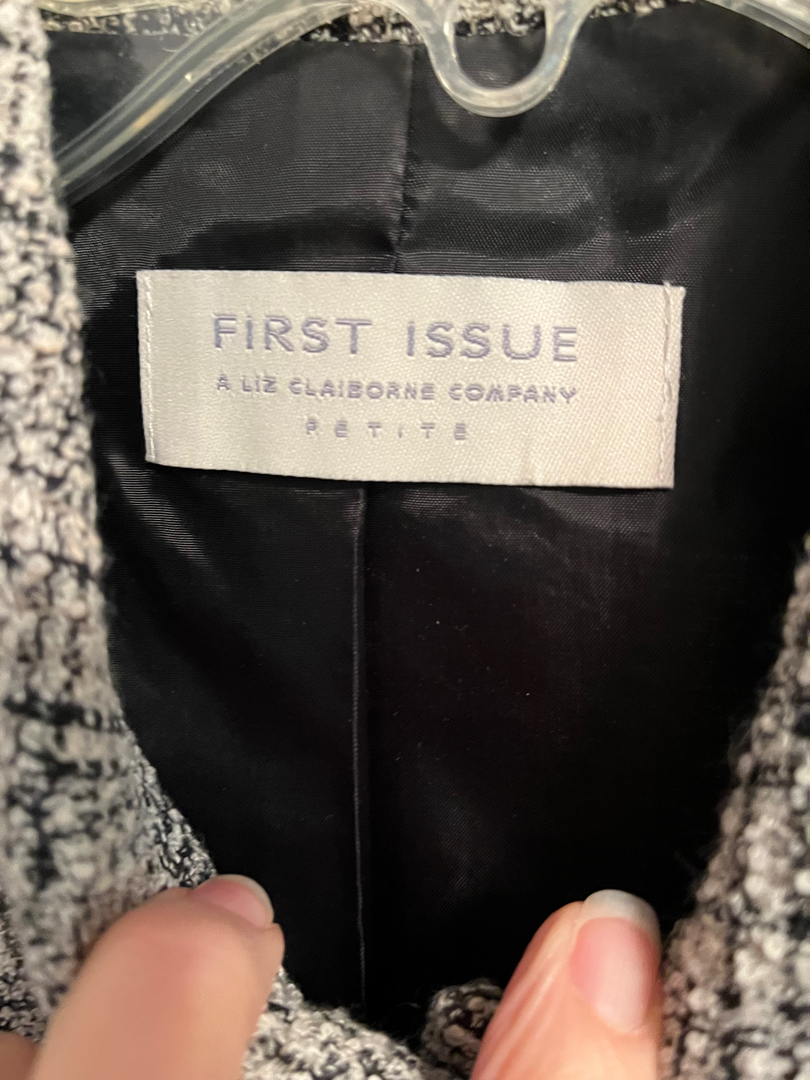 FIRST ISSUE
A LIZ CLAIBORNE COMPANY
PETITE